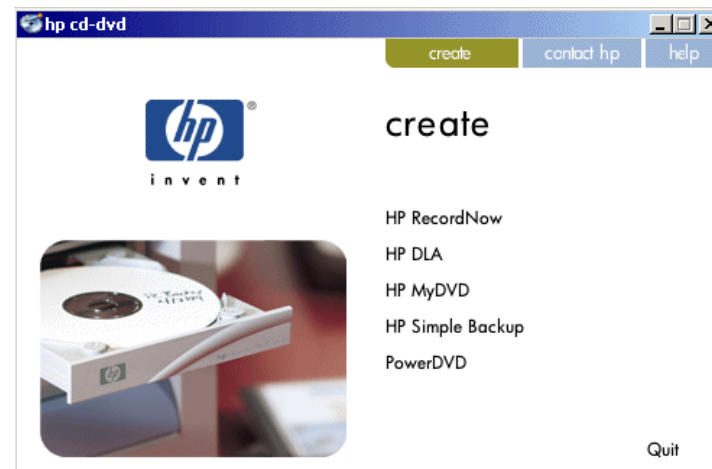 hp cd-dvd
create
contact hp
help
hp
®
invent
create
HP RecordNow
HP DLA
HP MyDVD
HP Simple Backup
PowerDVD
hp
Quit